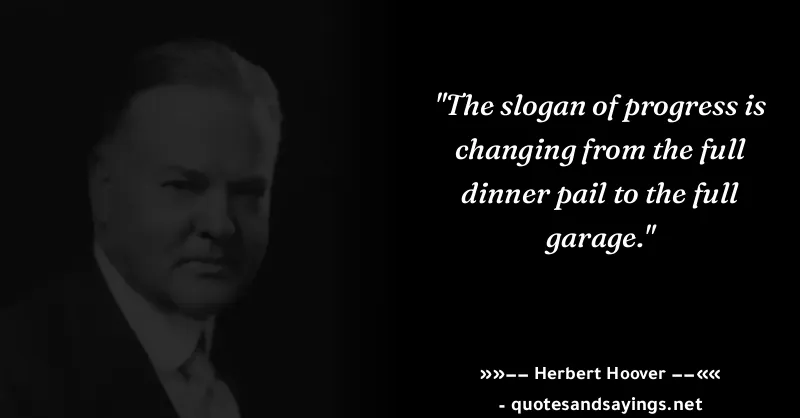 "The slogan of progress is
changing from the full
dinner pail to the full
garage."
»»–– Herbert Hoover ––««
- quotesandsayings.net